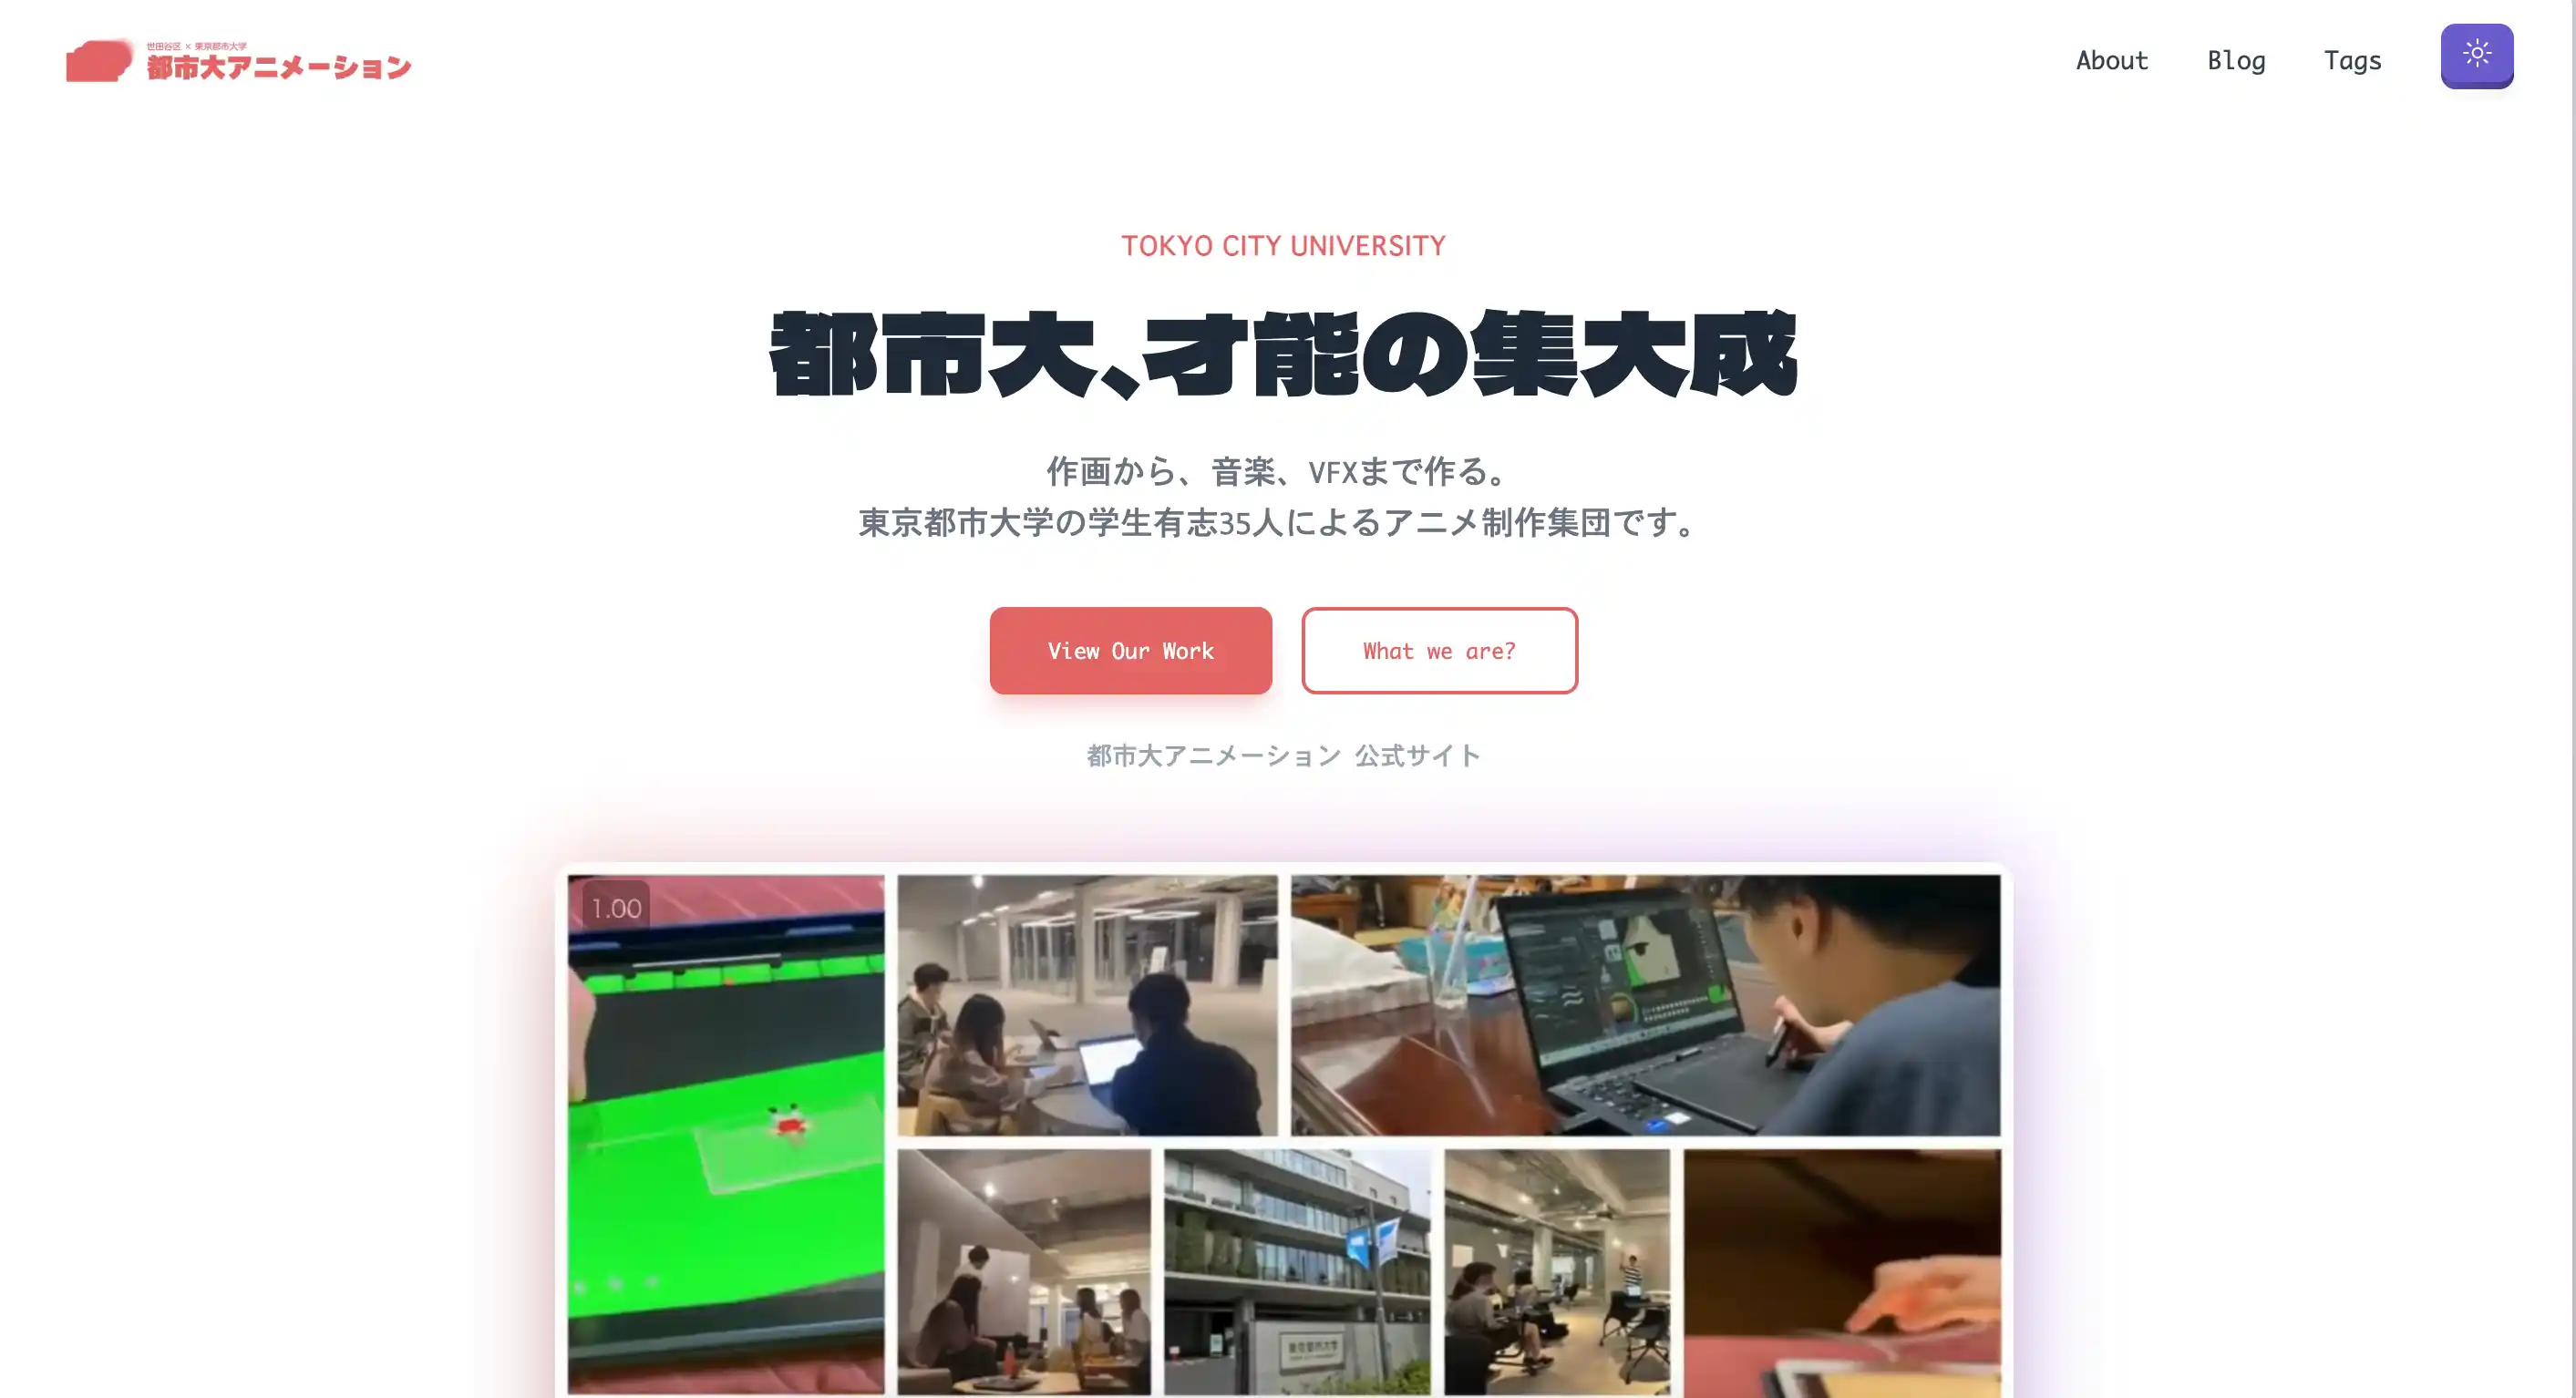 世田谷区 × 東京都市大学
都市大アニメーション
About
Blog
Tags
TOKYO CITY UNIVERSITY
都市大、才能の集大成
作画から、音楽、VFXまで作る。
東京都市大学の学生有志35人によるアニメ制作集団です。
View Our Work
What we are?
都市大アニメーション 公式サイト
1.00
東京都市大学